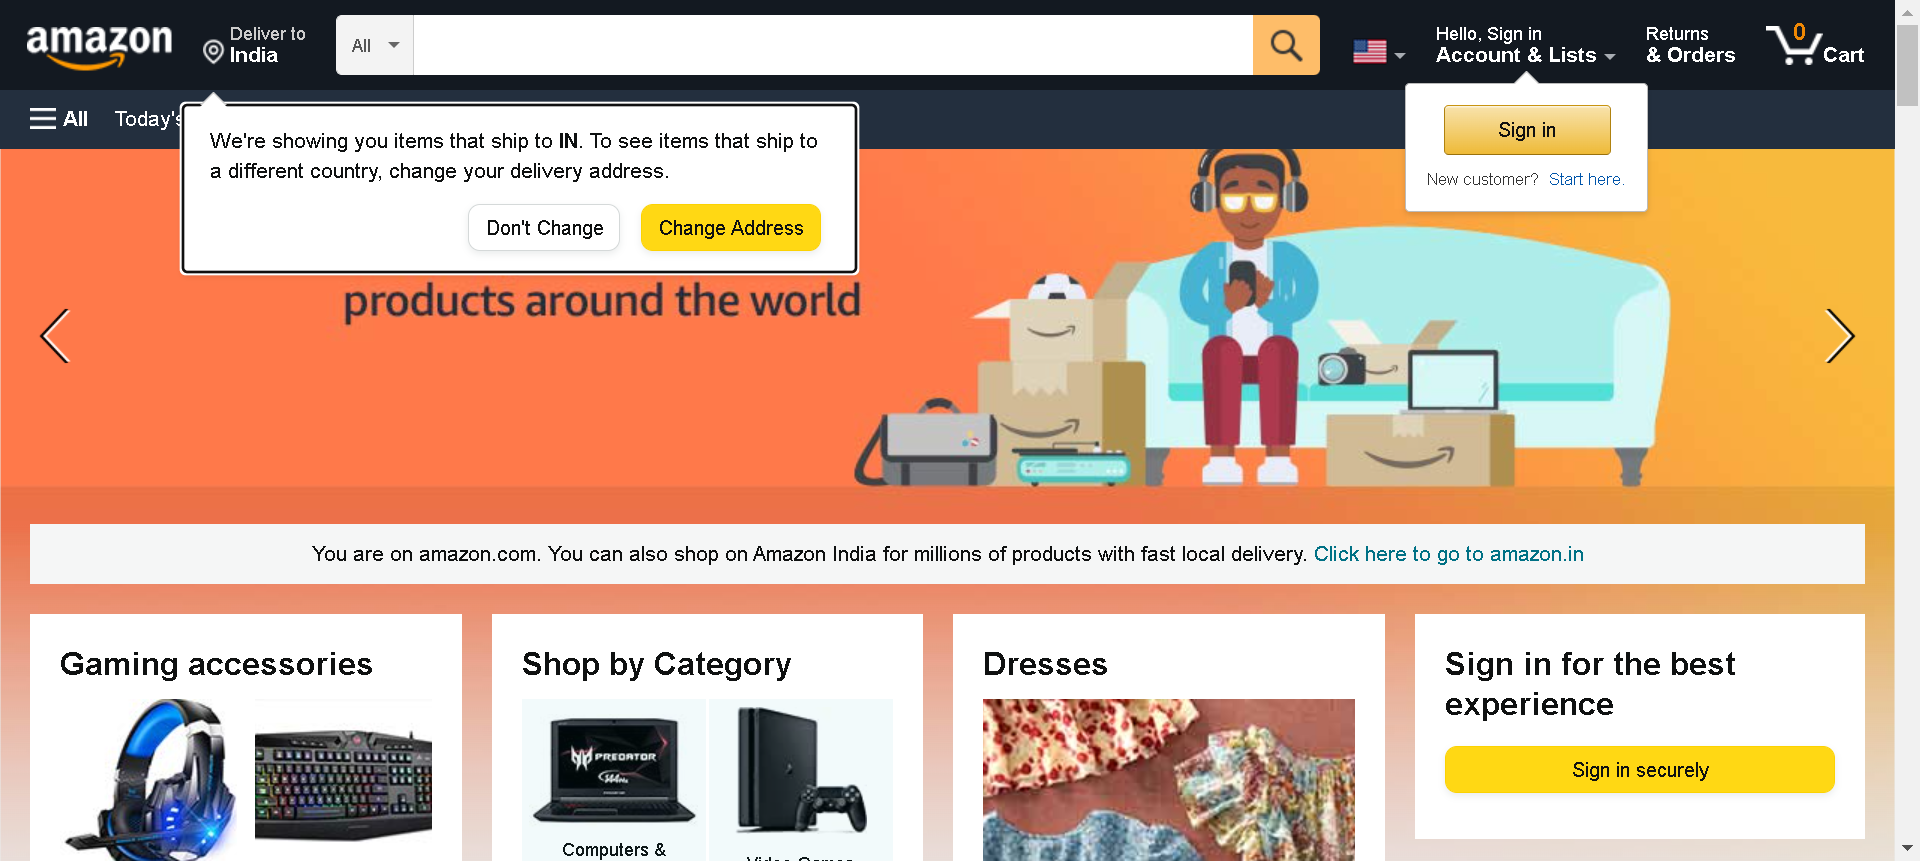 amazon
Deliver to
India
All
Hello, Sign in
Account & Lists
Returns
& Orders
0
Cart
All
Today's
We're showing you items that ship to IN. To see items that ship to
a different country, change your delivery address.
Don't Change
Change Address
Sign in
New customer? Start here.
products around the world
You are on amazon.com. You can also shop on Amazon India for millions of products with fast local delivery. Click here to go to amazon.in
Gaming accessories
Shop by Category
PREDATOR
144Hz
Computers &
Video Games
Dresses
Sign in for the best
experience
Sign in securely